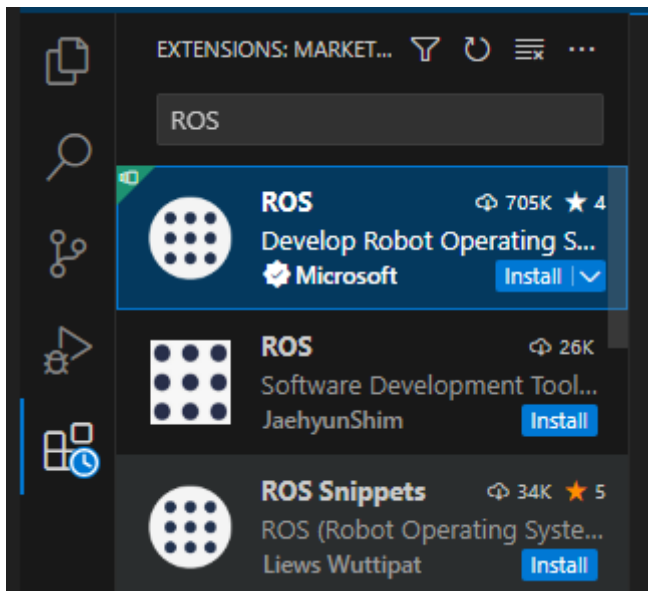 EXTENSIONS: MARKET...
ROS
ROS 705K ★ 4
Develop Robot Operating S...
Microsoft Install
ROS 26K
Software Development Tool...
JaehyunShim Install
ROS Snippets 34K ★ 5
ROS (Robot Operating Syste...
Liews Wuttipat Install